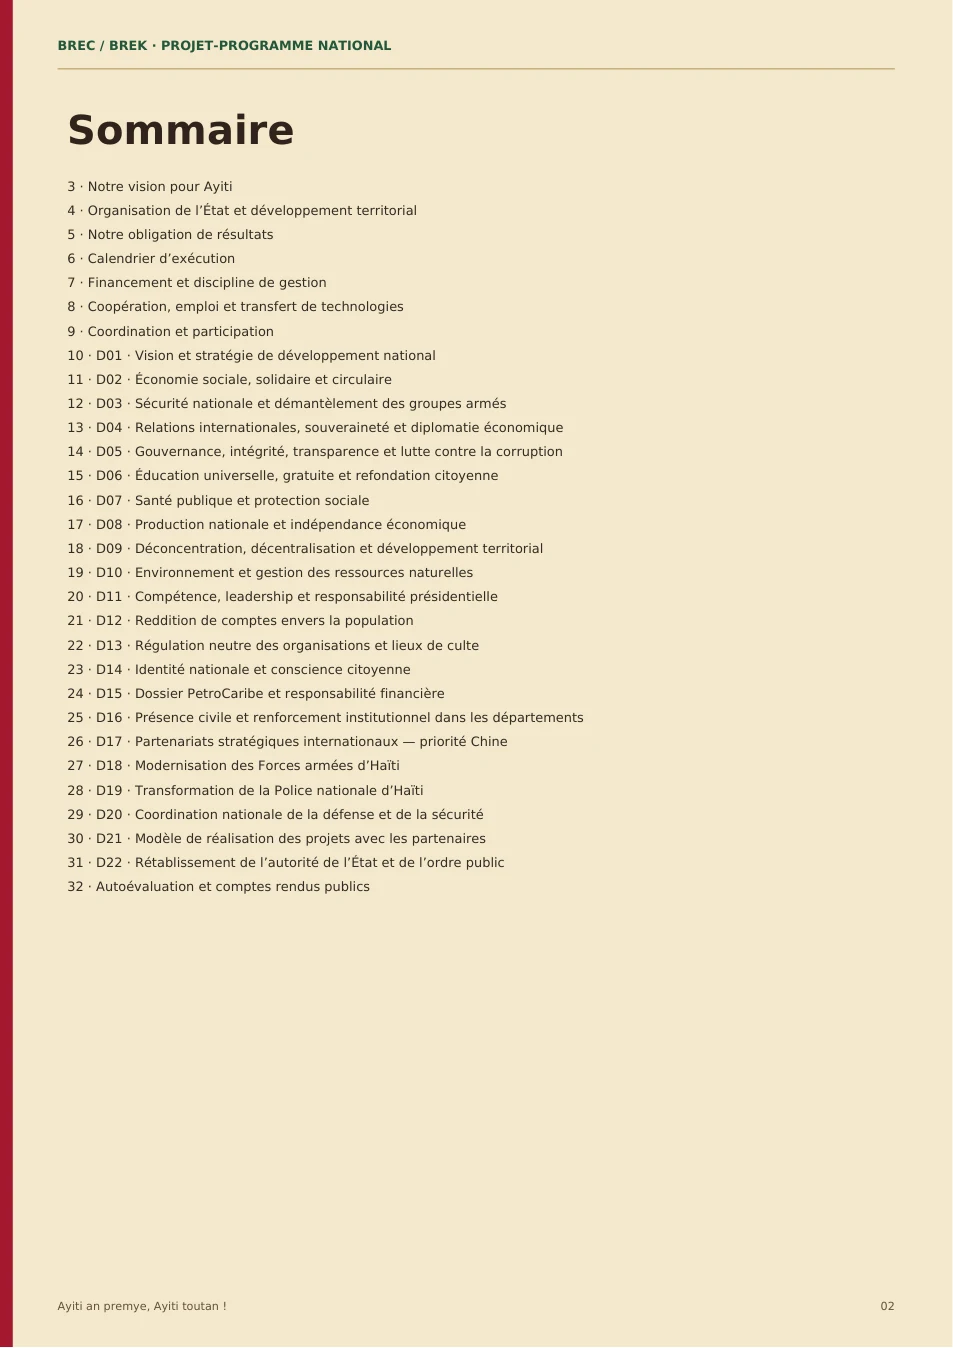 BREC / BREK · PROJET-PROGRAMME NATIONAL
Sommaire
3 · Notre vision pour Ayiti
4 · Organisation de l’État et développement territorial
5 · Notre obligation de résultats
6 · Calendrier d’exécution
7 · Financement et discipline de gestion
8 · Coopération, emploi et transfert de technologies
9 · Coordination et participation
10 · D01 · Vision et stratégie de développement national
11 · D02 · Économie sociale, solidaire et circulaire
12 · D03 · Sécurité nationale et démantèlement des groupes armés
13 · D04 · Relations internationales, souveraineté et diplomatie économique
14 · D05 · Gouvernance, intégrité, transparence et lutte contre la corruption
15 · D06 · Éducation universelle, gratuite et refondation citoyenne
16 · D07 · Santé publique et protection sociale
17 · D08 · Production nationale et indépendance économique
18 · D09 · Déconcentration, décentralisation et développement territorial
19 · D10 · Environnement et gestion des ressources naturelles
20 · D11 · Compétence, leadership et responsabilité présidentielle
21 · D12 · Reddition de comptes envers la population
22 · D13 · Régulation neutre des organisations et lieux de culte
23 · D14 · Identité nationale et conscience citoyenne
24 · D15 · Dossier PetroCaribe et responsabilité financière
25 · D16 · Présence civile et renforcement institutionnel dans les départements
26 · D17 · Partenariats stratégiques internationaux — priorité Chine
27 · D18 · Modernisation des Forces armées d’Haïti
28 · D19 · Transformation de la Police nationale d’Haïti
29 · D20 · Coordination nationale de la défense et de la sécurité
30 · D21 · Modèle de réalisation des projets avec les partenaires
31 · D22 · Rétablissement de l’autorité de l’État et de l’ordre public
32 · Autoévaluation et comptes rendus publics
Ayiti an premye, Ayiti toutan !
02